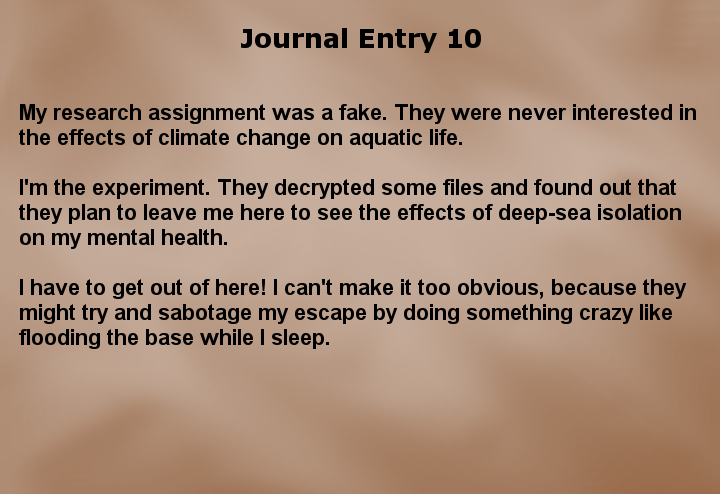 Journal Entry 10
My research assignment was a fake. They were never interested in
the effects of climate change on aquatic life.
I'm the experiment. They decrypted some files and found out that
they plan to leave me here to see the effects of deep-sea isolation
on my mental health.
I have to get out of here! I can't make it too obvious, because they
might try and sabotage my escape by doing something crazy like
flooding the base while I sleep.